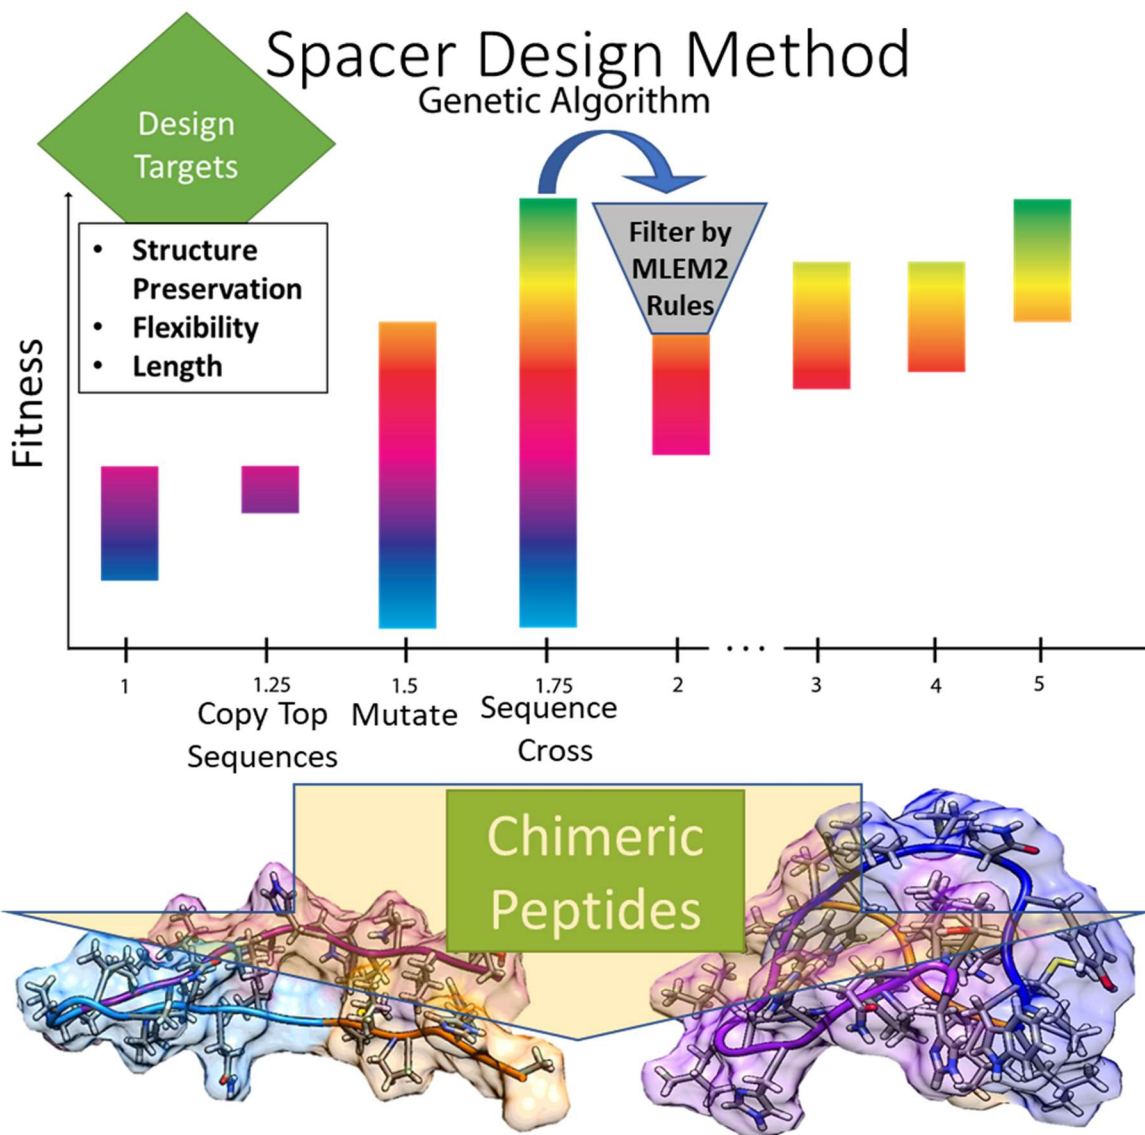 Spacer Design Method
Genetic Algorithm
Design
Targets
• Structure
Preservation
• Flexibility
• Length
Filter by
MLEM2
Rules
Fitness
...
1
1.25
1.5
1.75
2
3
4
5
Copy Top
Sequences
Mutate
Sequence
Cross
Chimeric
Peptides